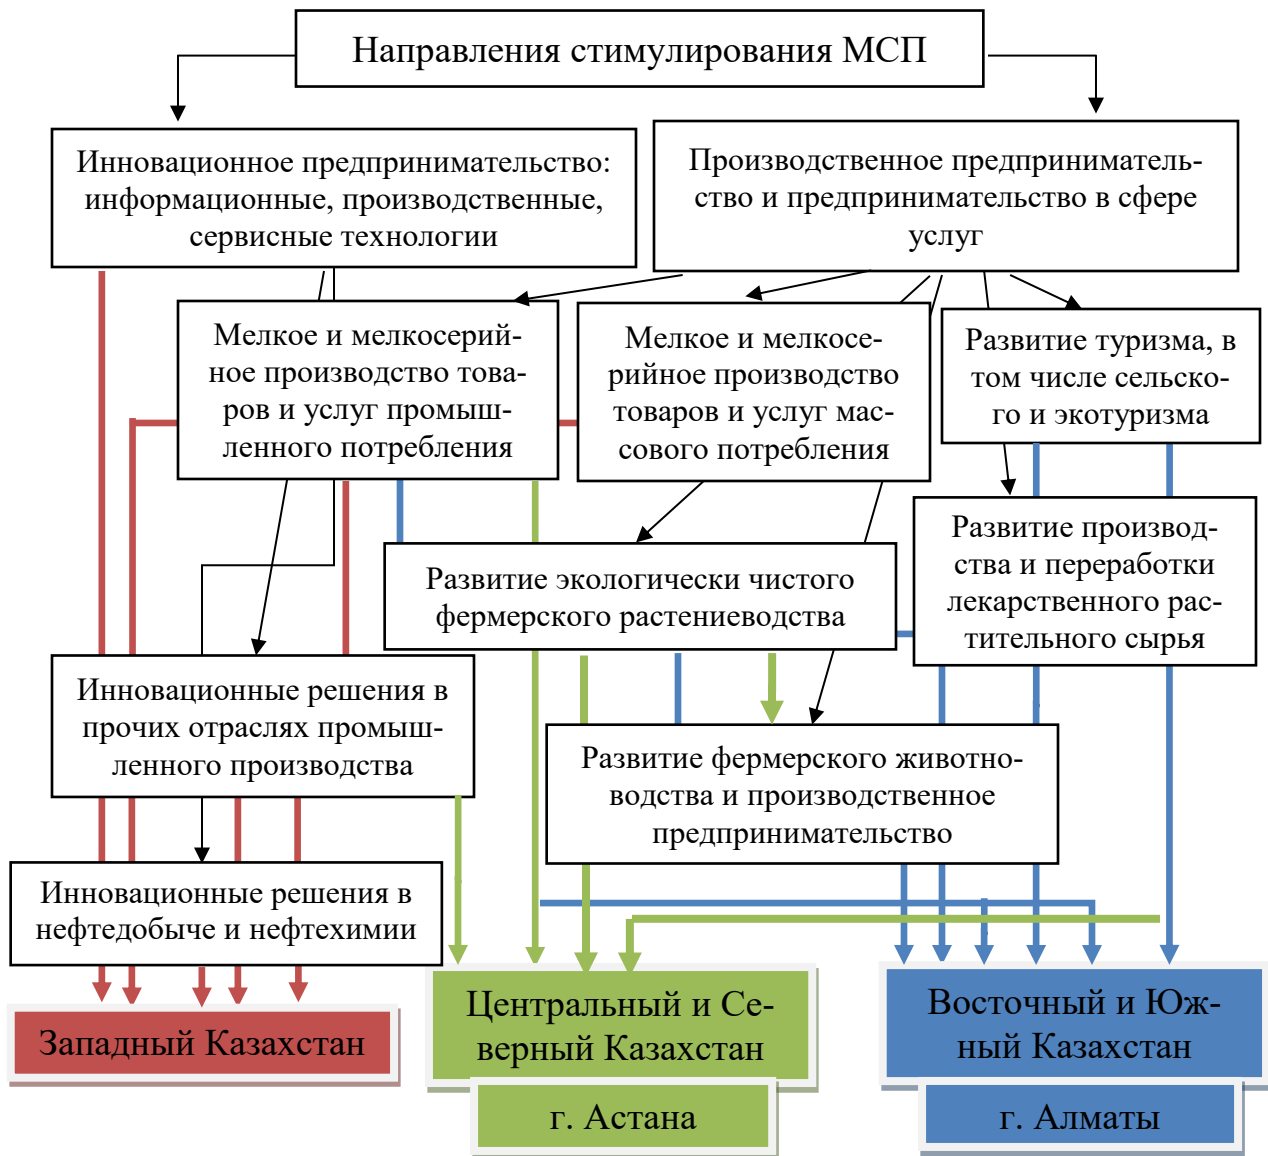 Направления стимулирования МСП
Инновационное предпринимательство:
информационные, производственные,
сервисные технологии
Производственное предприниматель-
ство и предпринимательство в сфере
услуг
Мелкое и мелкосерий-
ное производство това-
ров и услуг промыш-
ленного потребления
Мелкое и мелкосе-
рийное производство
товаров и услуг мас-
сового потребления
Развитие туризма, в
том числе сельско-
го и экотуризма
Развитие экологически чистого
фермерского растениеводства
Развитие производ-
ства и переработки
лекарственного рас-
тительного сырья
Инновационные решения в
прочих отраслях промыш-
ленного производства
Развитие фермерского животно-
водства и производственное
предпринимательство
Инновационные решения в
нефтедобыче и нефтехимии
Западный Казахстан
Центральный и Се-
верный Казахстан
Восточный и Юж-
ный Казахстан
г. Астана
г. Алматы